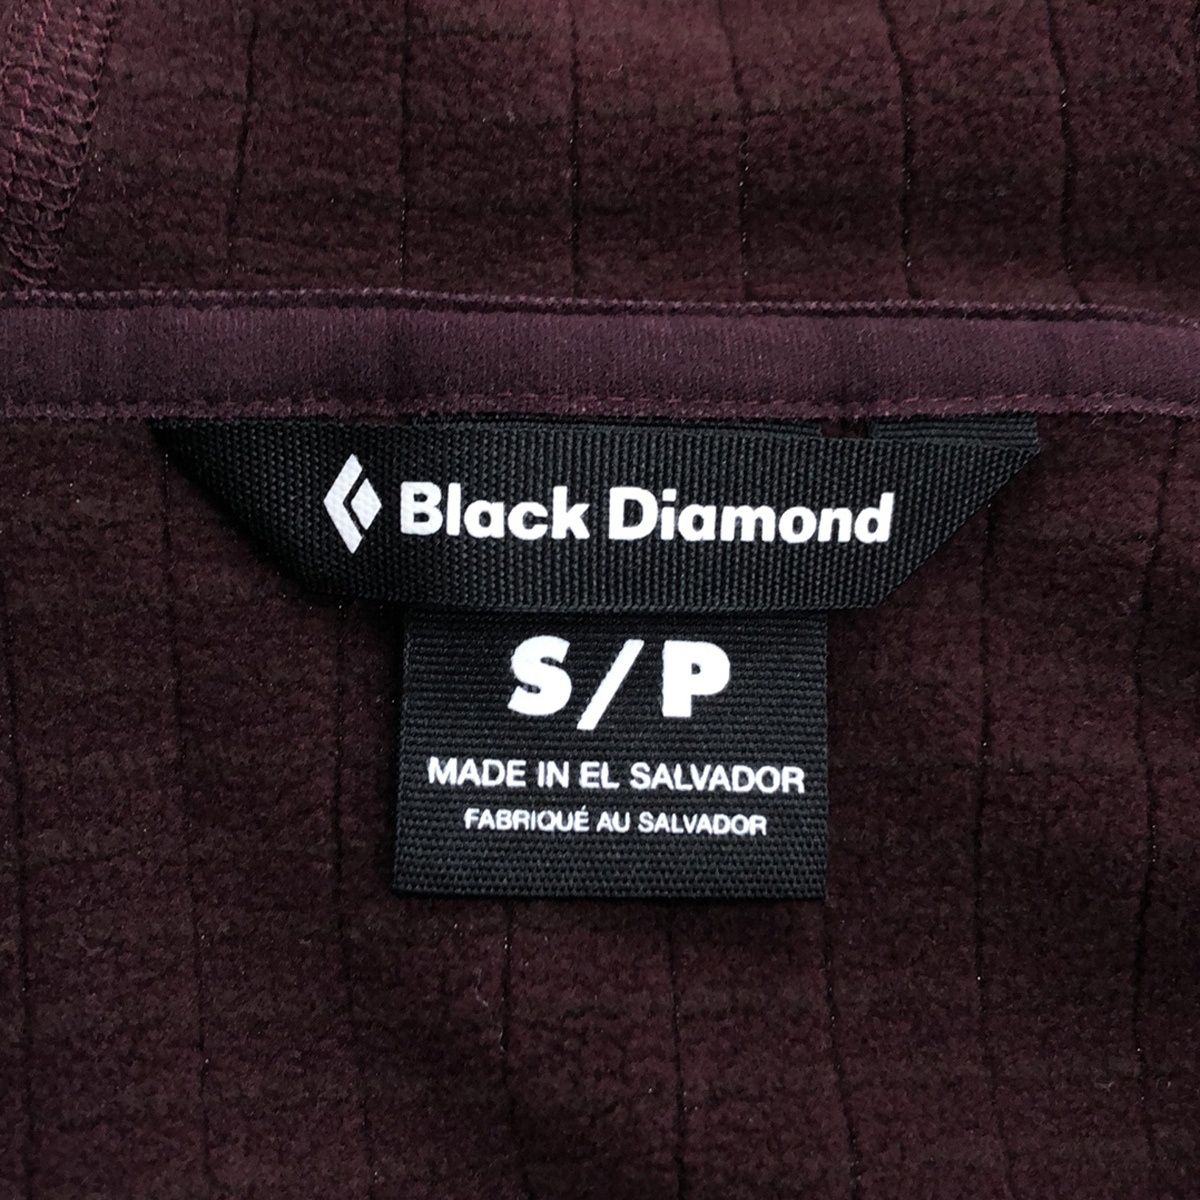 Black Diamond
S/P
MADE IN EL SALVADOR
FABRIQUÉ AU SALVADOR